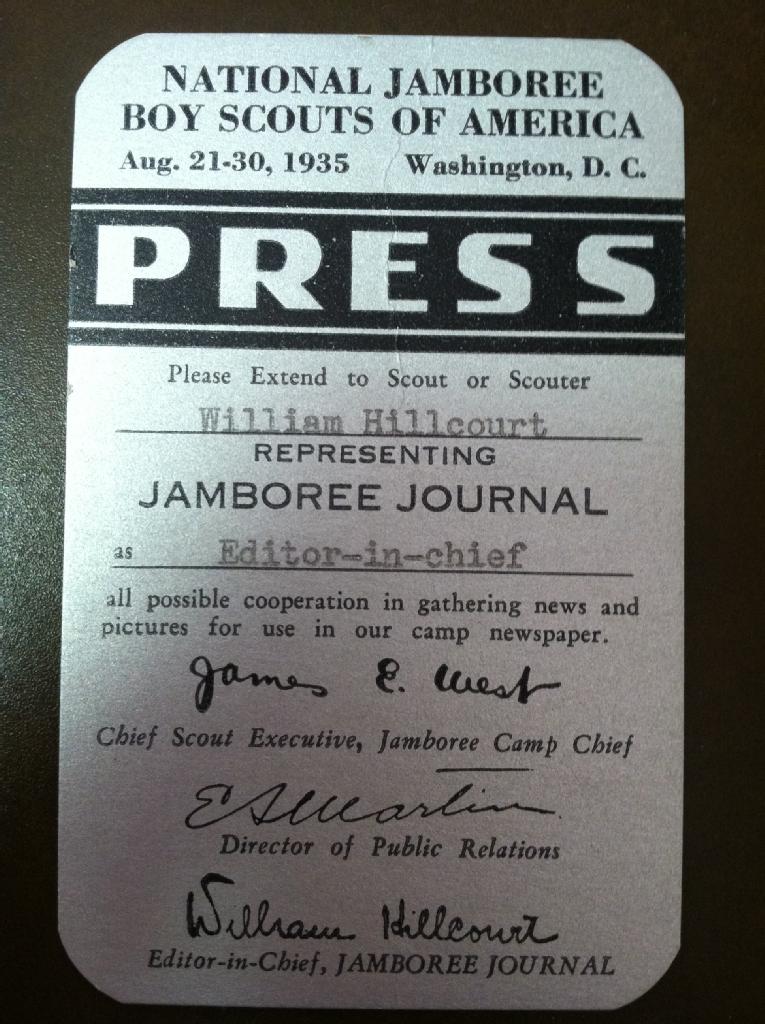 NATIONAL JAMBOREE
BOY SCOUTS OF AMERICA
Aug. 21-30, 1935 Washington, D. C.
PRESS
Please Extend to Scout or Scouter
William Hillcourt
REPRESENTING
JAMBOREE JOURNAL
as Editor-in-chief
all possible cooperation in gathering news and
pictures for use in our camp newspaper.
James E. West
Chief Scout Executive, Jamboree Camp Chief
E S Martin
Director of Public Relations
William Hillcourt
Editor-in-Chief, JAMBOREE JOURNAL